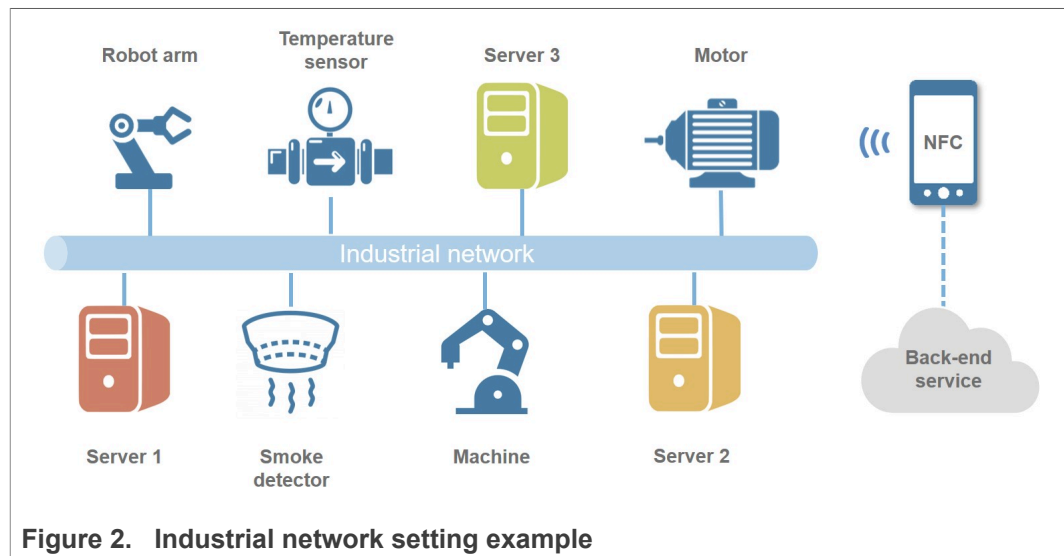 Robot arm
Temperature
sensor
Server 3
Motor
NFC
Industrial network
Server 1
Smoke
detector
Machine
Server 2
Back-end
service
Figure 2. Industrial network setting example